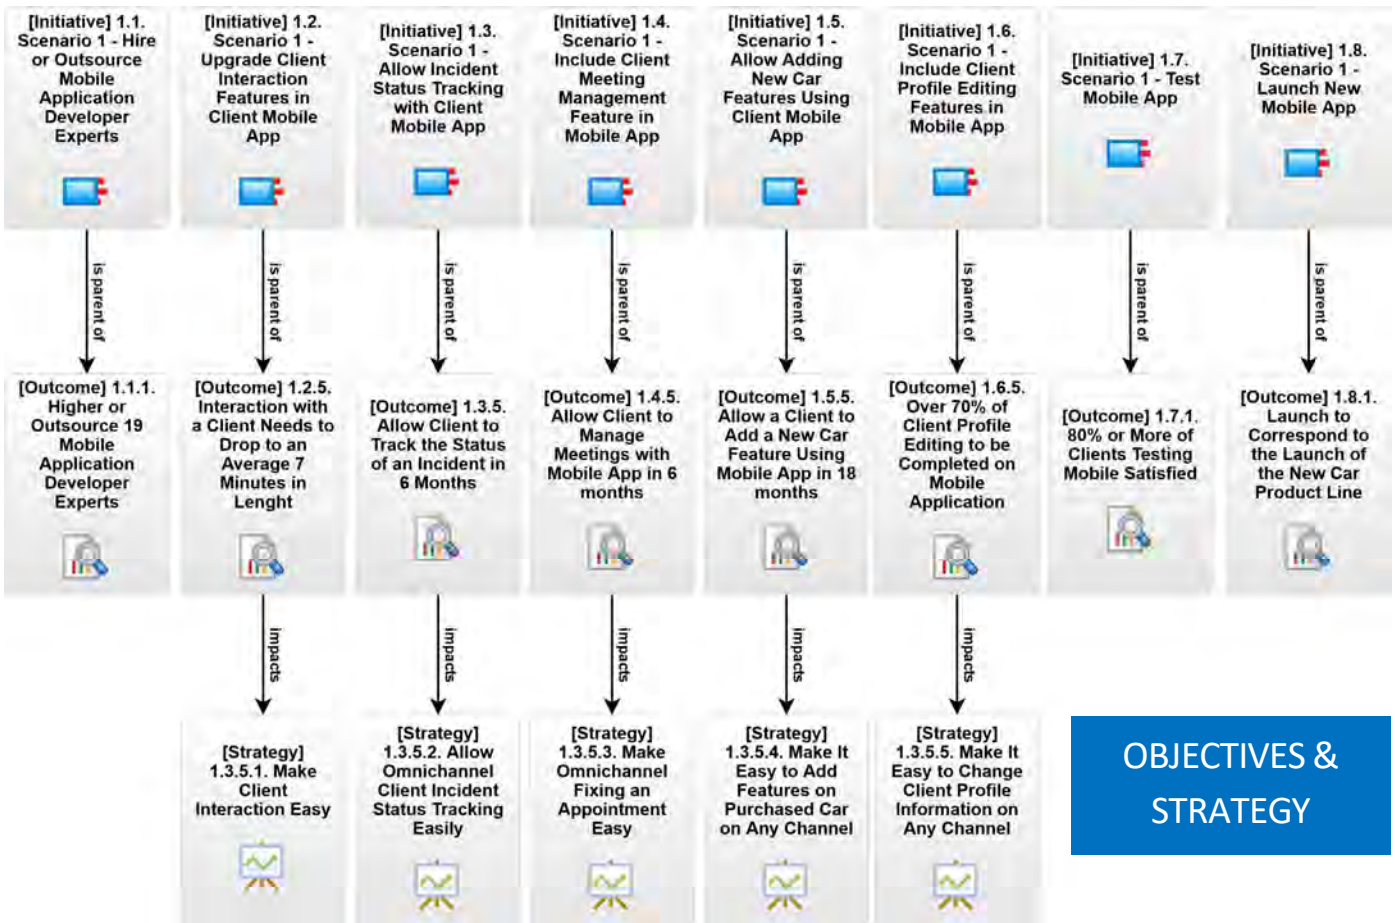 [Initiative] 1.1.
Scenario 1 - Hire
or Outsource
Mobile
Application
Developer
Experts
[Initiative] 1.2.
Scenario 1 -
Upgrade Client
Interaction
Features in
Client Mobile
App
[Initiative] 1.3.
Scenario 1 -
Allow Incident
Status Tracking
with Client
Mobile App
[Initiative] 1.4.
Scenario 1 -
Include Client
Meeting
Management
Feature in
Mobile App
[Initiative] 1.5.
Scenario 1 -
Allow Adding
New Car
Features Using
Client Mobile
App
[Initiative] 1.6.
Scenario 1 -
Include Client
Profile Editing
Features in
Mobile App
[Initiative] 1.7.
Scenario 1 - Test
Mobile App
[Initiative] 1.8.
Scenario 1 -
Launch New
Mobile App
is parent of
is parent of
is parent of
is parent of
is parent of
is parent of
is parent of
is parent of
[Outcome] 1.1.1.
Higher or
Outsource 19
Mobile
Application
Developer
Experts
[Outcome] 1.2.5.
Interaction with
a Client Needs to
Drop to an
Average 7
Minutes in
Lenght
[Outcome] 1.3.5.
Allow Client to
Track the Status
of an Incident in
6 Months
[Outcome] 1.4.5.
Allow Client to
Manage
Meetings with
Mobile App in 6
months
[Outcome] 1.5.5.
Allow a Client to
Add a New Car
Feature Using
Mobile App in 18
months
[Outcome] 1.6.5.
Over 70% of
Client Profile
Editing to be
Completed on
Mobile
Application
[Outcome] 1.7.1.
80% or More of
Clients Testing
Mobile Satisfied
[Outcome] 1.8.1.
Launch to
Correspond to
the Launch of
the New Car
Product Line
impacts
impacts
impacts
impacts
impacts
[Strategy]
1.3.5.1. Make
Client
Interaction Easy
[Strategy]
1.3.5.2. Allow
Omnichannel
Client Incident
Status Tracking
Easily
[Strategy]
1.3.5.3. Make
Omnichannel
Fixing an
Appointment
Easy
[Strategy]
1.3.5.4. Make It
Easy to Add
Features on
Purchased Car
on Any Channel
[Strategy]
1.3.5.5. Make It
Easy to Change
Client Profile
Information on
Any Channel
OBJECTIVES &
STRATEGY